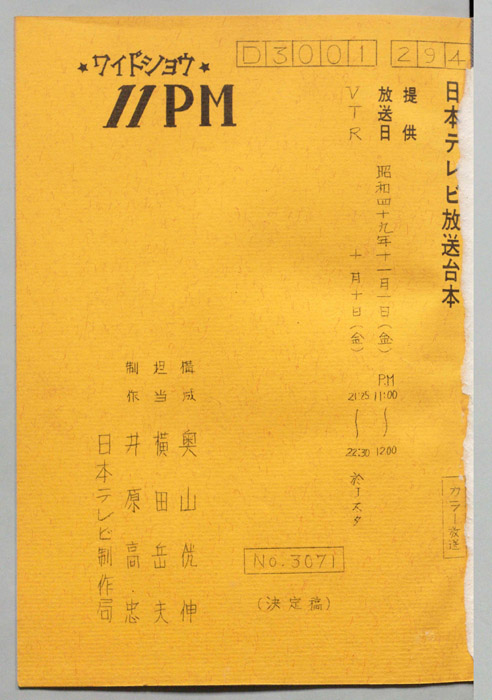 D3001 294
★ワイドショウ★
11PM
日本テレビ放送台本
提供
放送日 昭和四十九年十一月一日(金) PM 11:00 〜 12:00
VTR 十月十日(金) 21:25 〜 22:30 於Jスタ
カラー放送
構成 奥山侊伸
担当 横田岳夫
制作 井原高忠
日本テレビ制作局
No.3071
(決定稿)